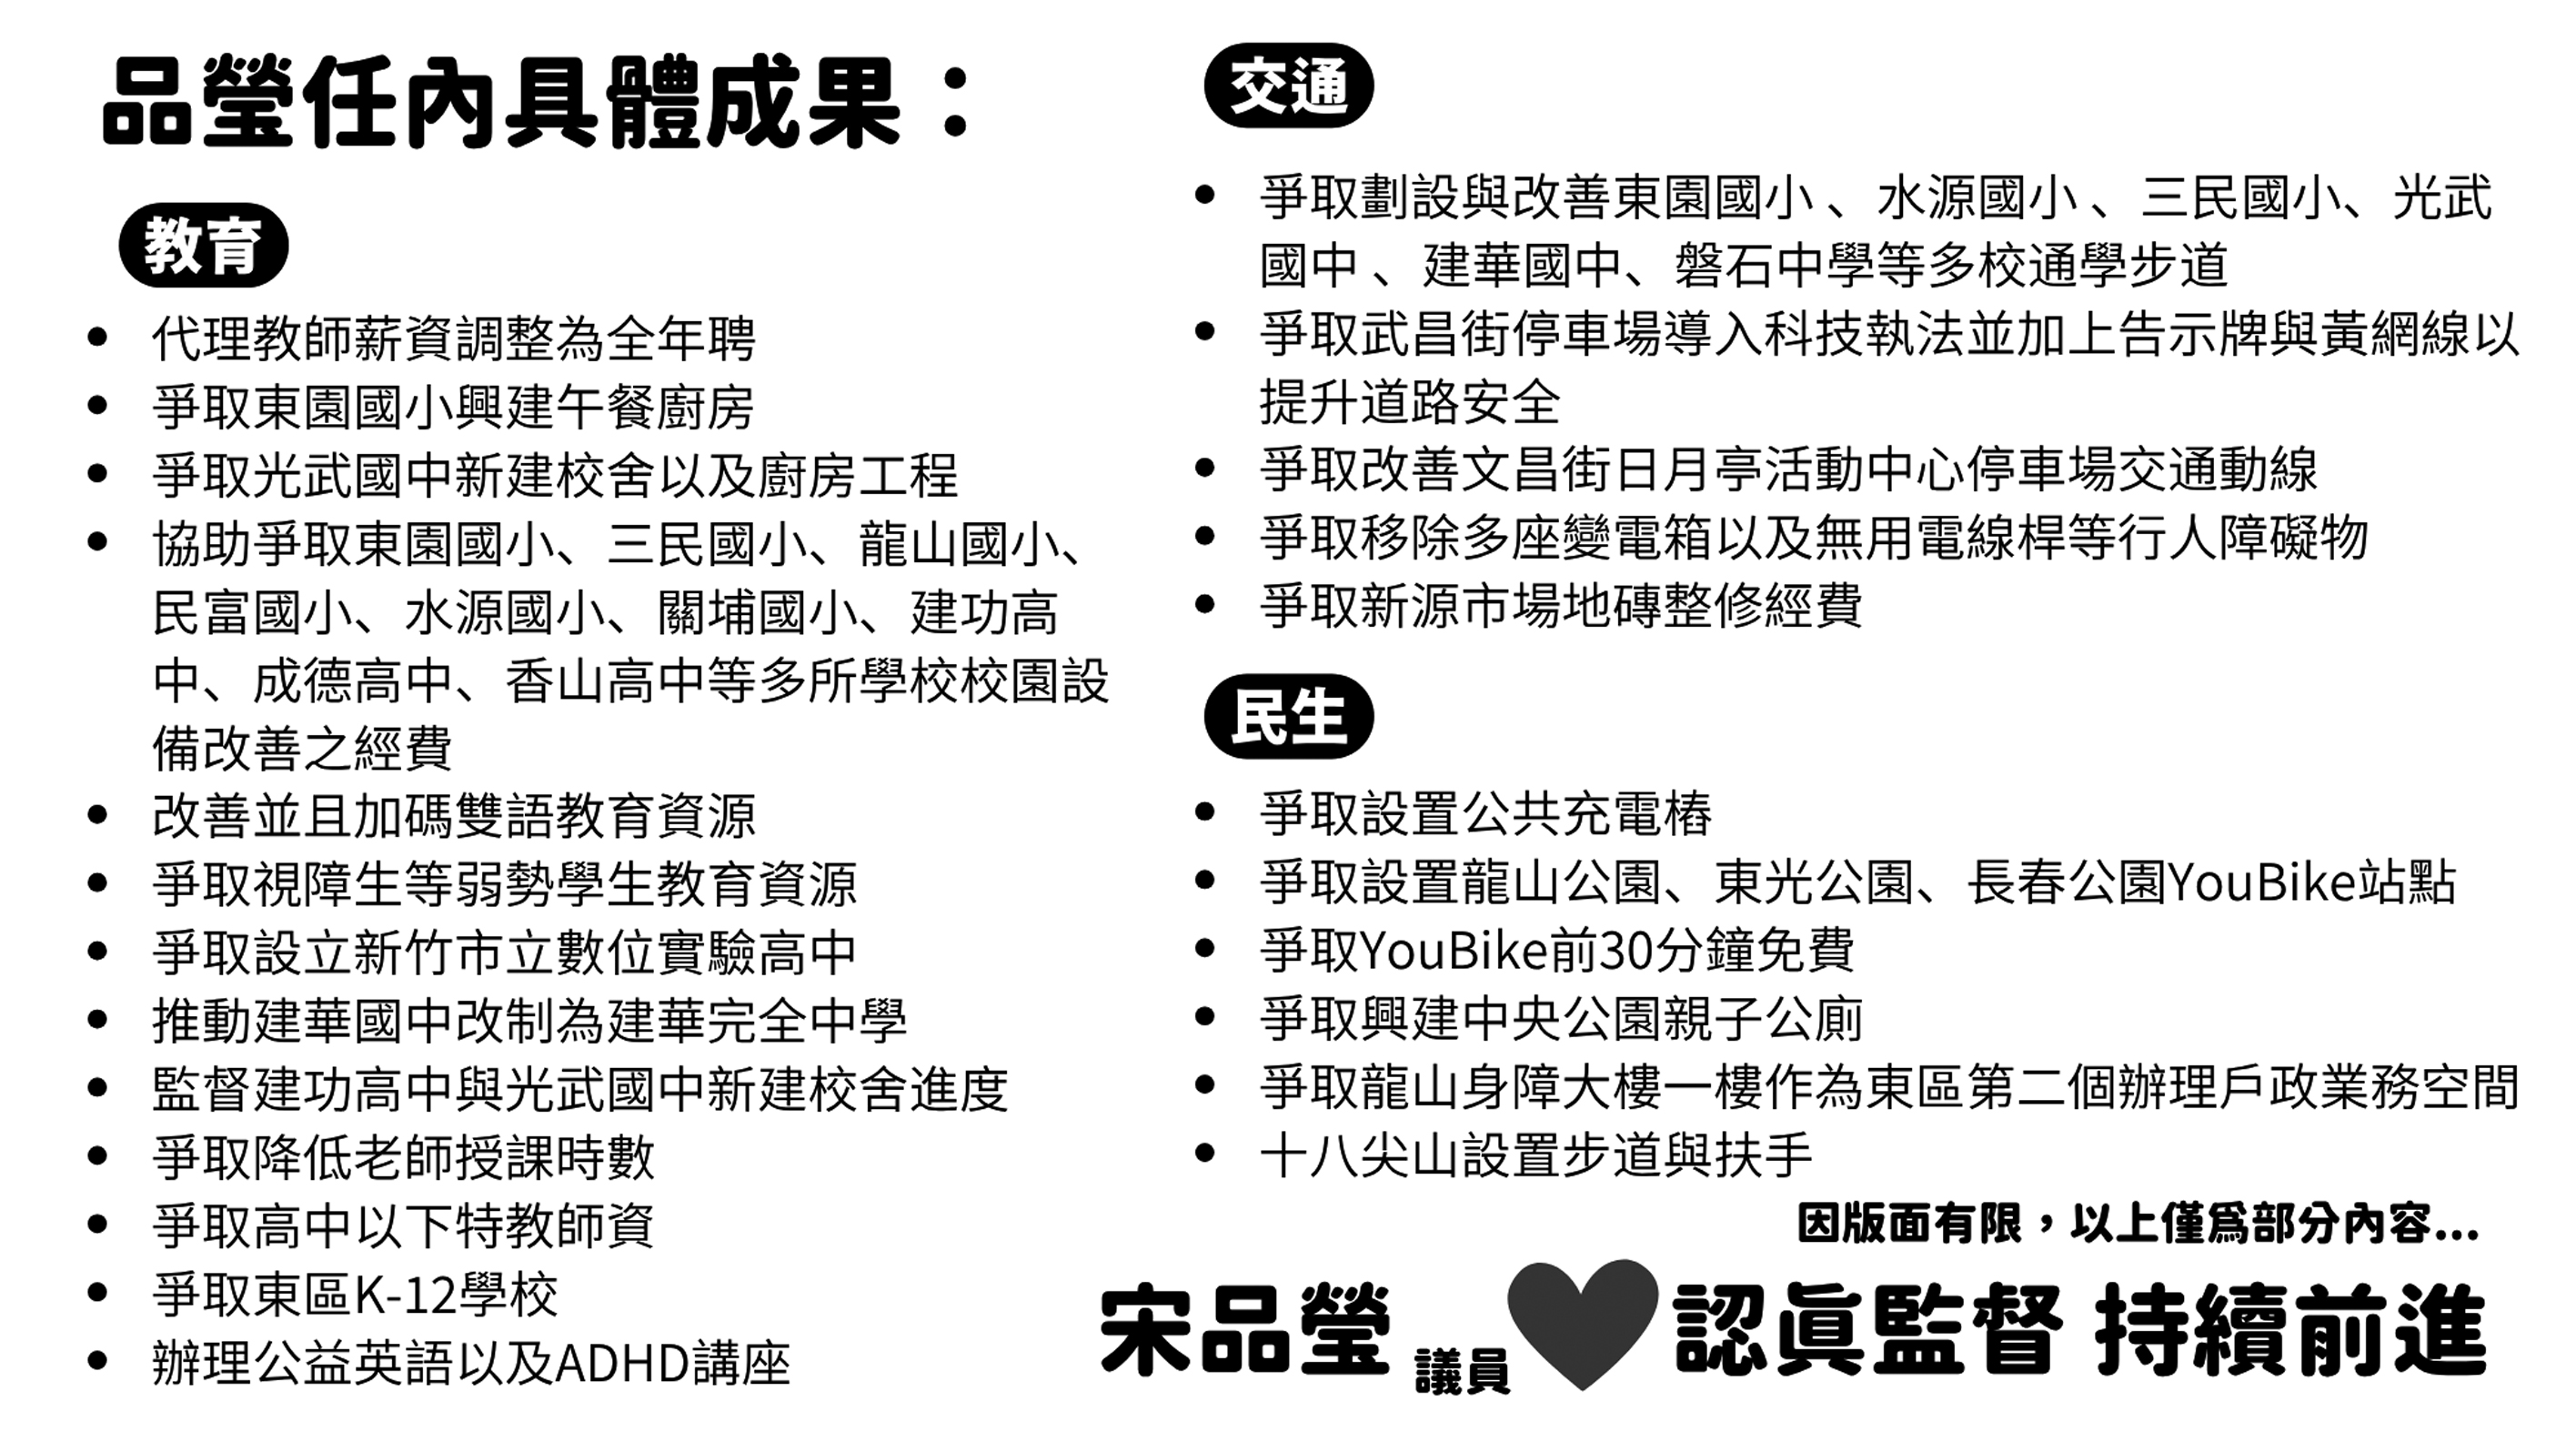 品瑩任內具體成果：
教育
• 代理教師薪資調整為全年聘
• 爭取東園國小興建午餐廚房
• 爭取光武國中新建校舍以及廚房工程
• 協助爭取東園國小、三民國小、龍山國小、
民富國小、水源國小、關埔國小、建功高
中、成德高中、香山高中等多所學校校園設
備改善之經費
• 改善並且加碼雙語教育資源
• 爭取視障生等弱勢學生教育資源
• 爭取設立新竹市立數位實驗高中
• 推動建華國中改制為建華完全中學
• 監督建功高中與光武國中新建校舍進度
• 爭取降低老師授課時數
• 爭取高中以下特教師資
• 爭取東區K-12學校
• 辦理公益英語以及ADHD講座
交通
• 爭取劃設與改善東園國小、水源國小、三民國小、光武
國中、建華國中、磐石中學等多校通學步道
• 爭取武昌街停車場導入科技執法並加上告示牌與黃網線以
提升道路安全
• 爭取改善文昌街日月亭活動中心停車場交通動線
• 爭取移除多座變電箱以及無用電線桿等行人障礙物
• 爭取新源市場地磚整修經費
民生
• 爭取設置公共充電樁
• 爭取設置龍山公園、東光公園、長春公園YouBike站點
• 爭取YouBike前30分鐘免費
• 爭取興建中央公園親子公廁
• 爭取龍山身障大樓一樓作為東區第二個辦理戶政業務空間
• 十八尖山設置步道與扶手
因版面有限，以上僅為部分內容...
宋品瑩 議員 認真監督 持續前進